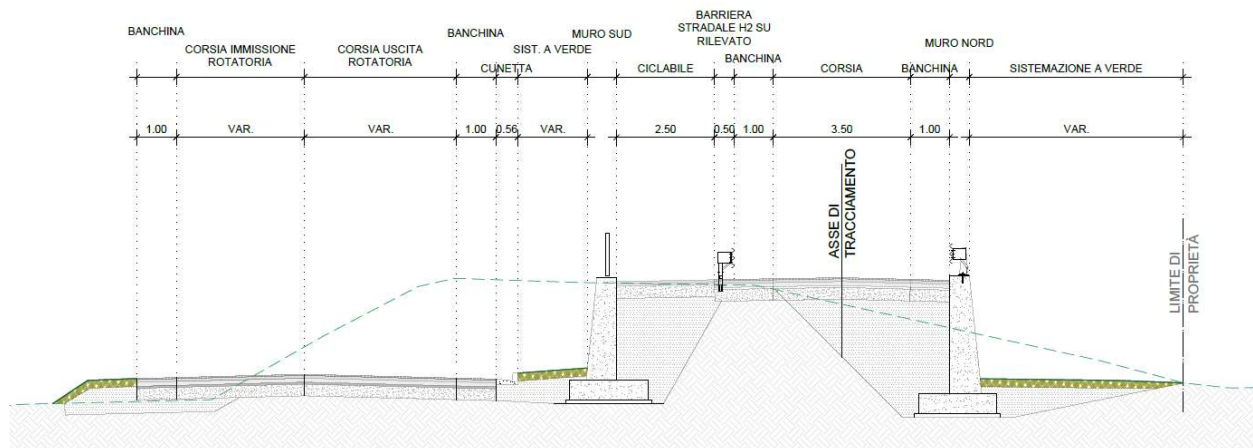 BANCHINA
CORSIA IMMISSIONE
ROTATORIA
CORSIA USCITA
ROTATORIA
BANCHINA
CUNETTA
SIST. A VERDE
MURO SUD
CICLABILE
BARRIERA
STRADALE H2 SU
RILEVATO
BANCHINA
CORSIA
BANCHINA
MURO NORD
SISTEMAZIONE A VERDE
1.00
VAR.
VAR.
1.00
0.56
VAR.
2.50
0.50
1.00
3.50
1.00
VAR.
ASSE DI
TRACCIAMENTO
LIMITE DI
PROPRIETÀ